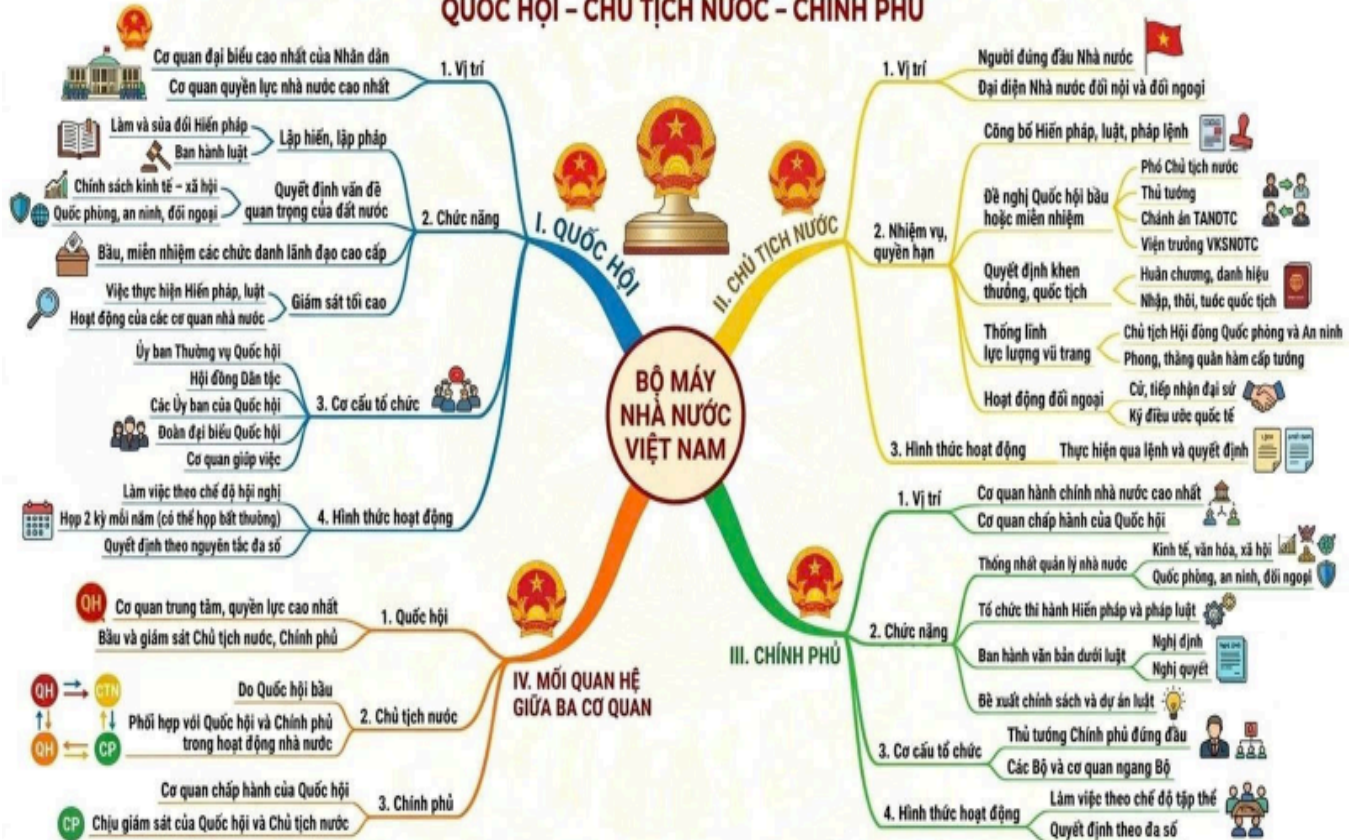 QUỐC HỘI – CHỦ TỊCH NƯỚC – CHÍNH PHỦ
BỘ MÁY
NHÀ NƯỚC
VIỆT NAM
I. QUỐC HỘI
1. Vị trí
Cơ quan đại biểu cao nhất của Nhân dân
Cơ quan quyền lực nhà nước cao nhất
2. Chức năng
Lập hiến, lập pháp
Làm và sửa đổi Hiến pháp
Ban hành luật
Quyết định vấn đề
quan trọng của đất nước
Chính sách kinh tế – xã hội
Quốc phòng, an ninh, đối ngoại
Bầu, miễn nhiệm các chức danh lãnh đạo cao cấp
Giám sát tối cao
Việc thực hiện Hiến pháp, luật
Hoạt động của các cơ quan nhà nước
3. Cơ cấu tổ chức
Ủy ban Thường vụ Quốc hội
Hội đồng Dân tộc
Các Ủy ban của Quốc hội
Đoàn đại biểu Quốc hội
Cơ quan giúp việc
4. Hình thức hoạt động
Làm việc theo chế độ hội nghị
Họp 2 kỳ mỗi năm (có thể họp bất thường)
Quyết định theo nguyên tắc đa số
II. CHỦ TỊCH NƯỚC
1. Vị trí
Người đứng đầu Nhà nước
Đại diện Nhà nước đối nội và đối ngoại
2. Nhiệm vụ,
quyền hạn
Công bố Hiến pháp, luật, pháp lệnh
Đề nghị Quốc hội bầu
hoặc miễn nhiệm
Phó Chủ tịch nước
Thủ tướng
Chánh án TANDTC
Viện trưởng VKSNDTC
Quyết định khen
thưởng, quốc tịch
Huân chương, danh hiệu
Nhập, thôi, tước quốc tịch
Thống lĩnh
lực lượng vũ trang
Chủ tịch Hội đồng Quốc phòng và An ninh
Phong, thăng quân hàm cấp tướng
Hoạt động đối ngoại
Cử, tiếp nhận đại sứ
Ký điều ước quốc tế
3. Hình thức hoạt động
Thực hiện qua lệnh và quyết định
III. CHÍNH PHỦ
1. Vị trí
Cơ quan hành chính nhà nước cao nhất
Cơ quan chấp hành của Quốc hội
2. Chức năng
Thống nhất quản lý nhà nước
Kinh tế, văn hóa, xã hội
Quốc phòng, an ninh, đối ngoại
Tổ chức thi hành Hiến pháp và pháp luật
Ban hành văn bản dưới luật
Nghị định
Nghị quyết
Đề xuất chính sách và dự án luật
3. Cơ cấu tổ chức
Thủ tướng Chính phủ đứng đầu
Các Bộ và cơ quan ngang Bộ
4. Hình thức hoạt động
Làm việc theo chế độ tập thể
Quyết định theo đa số
IV. MỐI QUAN HỆ
GIỮA BA CƠ QUAN
1. Quốc hội
QH
Cơ quan trung tâm, quyền lực cao nhất
Bầu và giám sát Chủ tịch nước, Chính phủ
2. Chủ tịch nước
Do Quốc hội bầu
Phối hợp với Quốc hội và Chính phủ
trong hoạt động nhà nước
QH
CTN
QH
CP
3. Chính phủ
Cơ quan chấp hành của Quốc hội
CP
Chịu giám sát của Quốc hội và Chủ tịch nước